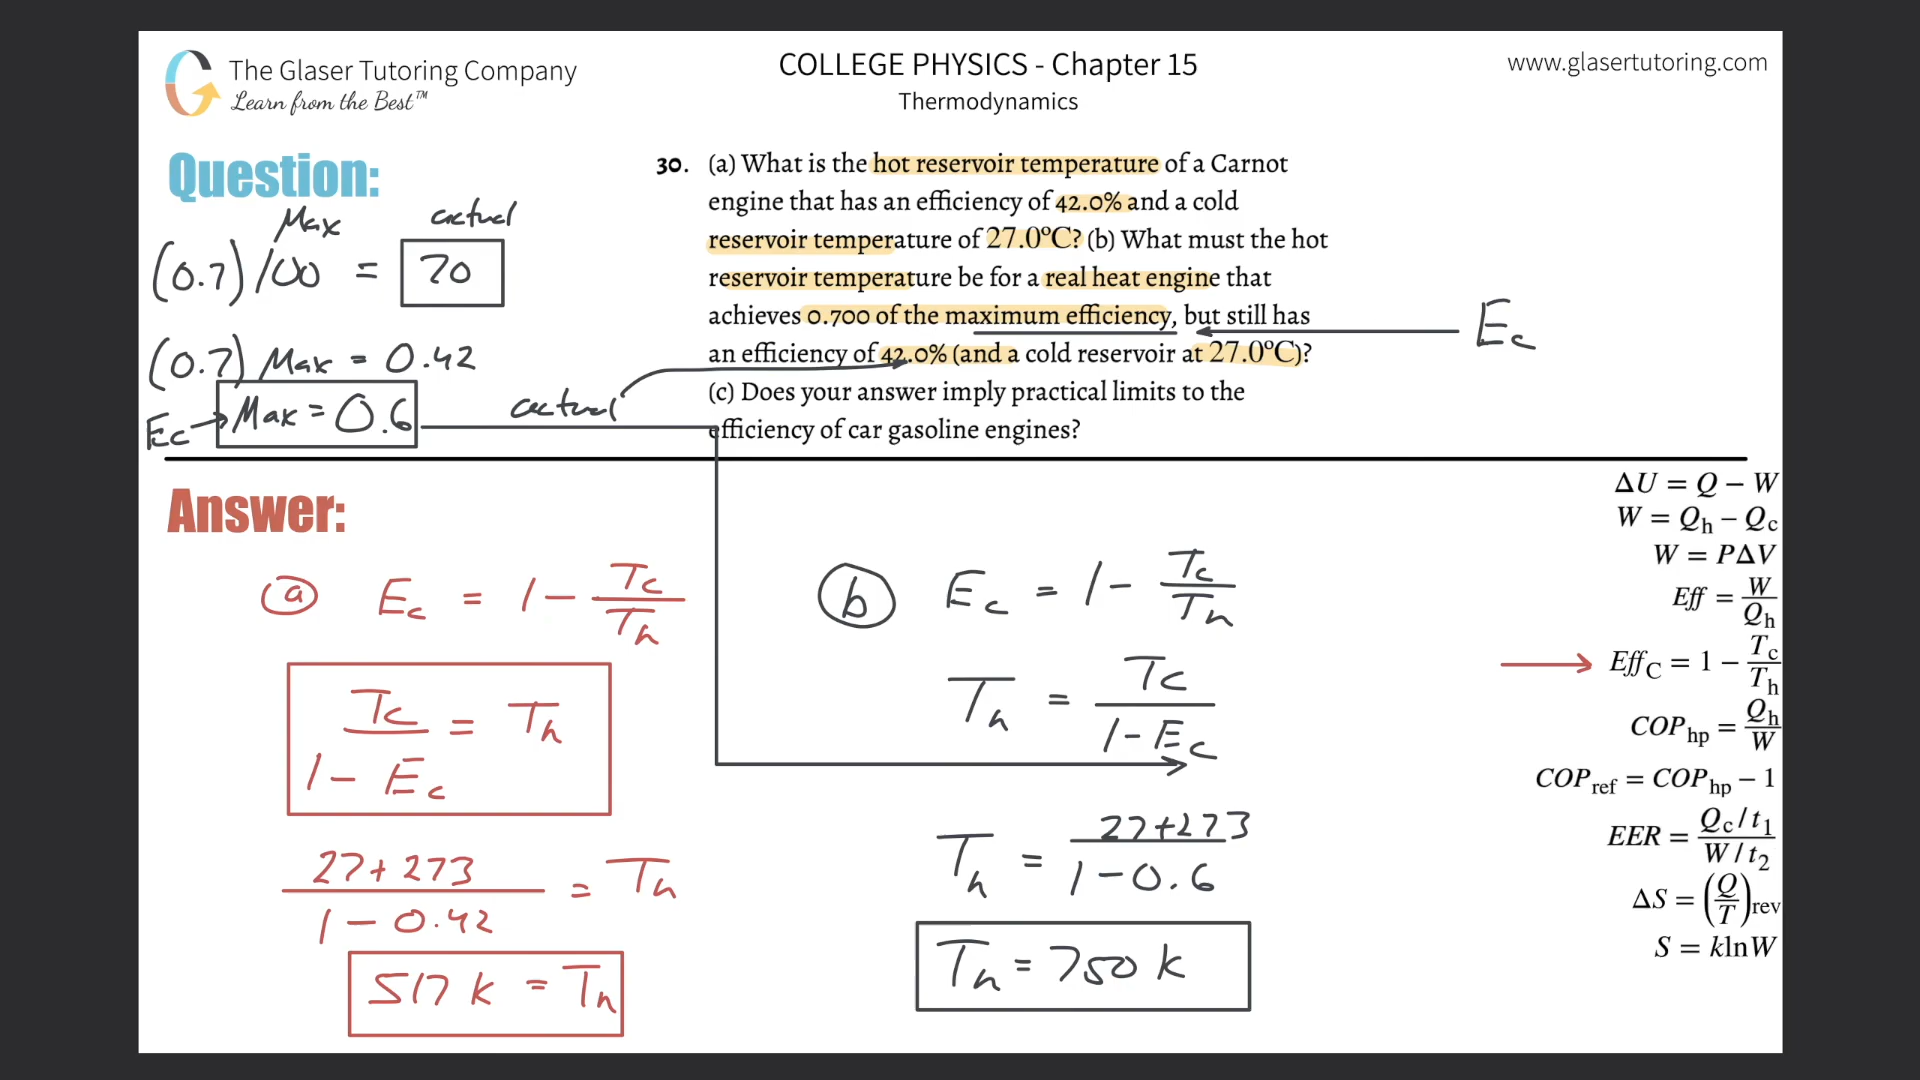 The Glaser Tutoring Company
Learn from the Best™
COLLEGE PHYSICS - Chapter 15
Thermodynamics
www.glasertutoring.com
Question:
30. (a) What is the hot reservoir temperature of a Carnot
engine that has an efficiency of 42.0% and a cold
reservoir temperature of 27.0ºC? (b) What must the hot
reservoir temperature be for a real heat engine that
achieves 0.700 of the maximum efficiency, but still has
an efficiency of 42.0% (and a cold reservoir at 27.0ºC)?
(c) Does your answer imply practical limits to the
efficiency of car gasoline engines?
Max actual
(0.7) 100 = 70
(0.7) Max = 0.42
Ec → Max = 0.6
actual
Ec
Answer:
(a) Ec = 1 - Tc/Th
Tc/(1 - Ec) = Th
(27 + 273)/(1 - 0.42) = Th
517 K = Th
(b) Ec = 1 - Tc/Th
Th = Tc/(1 - Ec)
Th = (27+273)/(1 - 0.6)
Th = 750 K
ΔU = Q − W
W = Qh − Qc
W = PΔV
Eff = W/Qh
→ EffC = 1 − Tc/Th
COPhp = Qh/W
COPref = COPhp − 1
EER = (Qc/t1)/(W/t2)
ΔS = (Q/T)rev
S = klnW